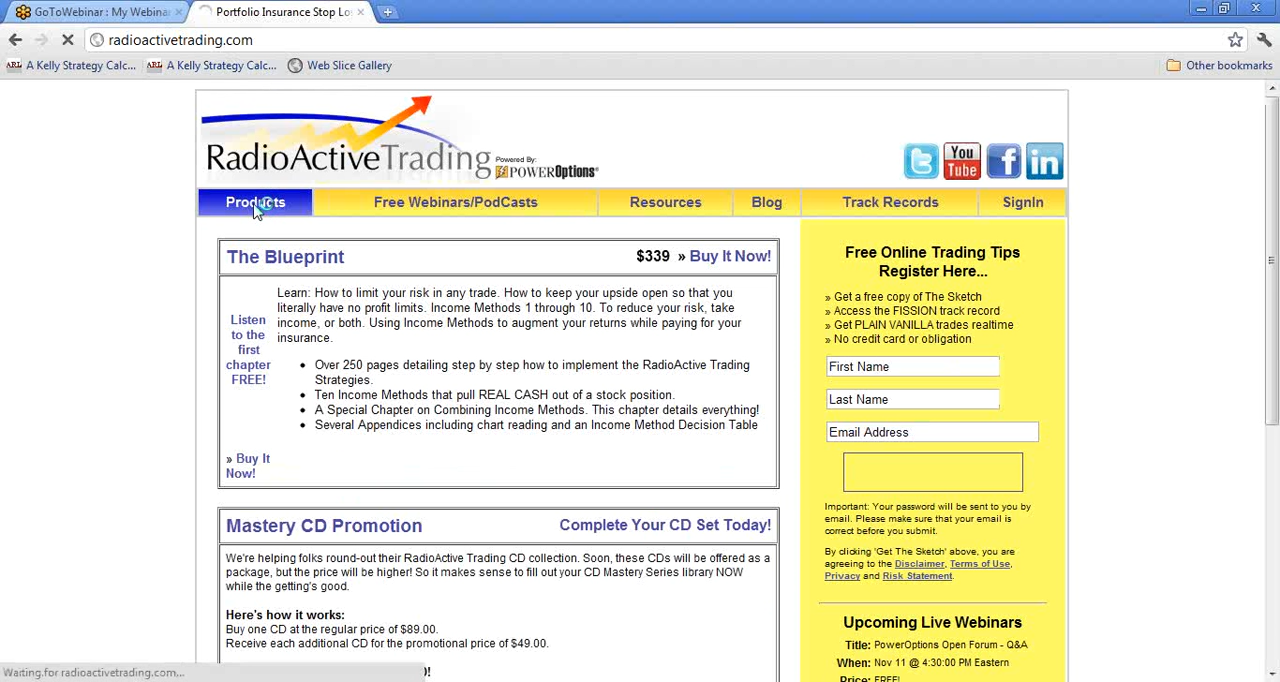 GoToWebinar : My Webina
Portfolio Insurance Stop Lo
radioactivetrading.com
A Kelly Strategy Calc...
A Kelly Strategy Calc...
Web Slice Gallery
Other bookmarks
RadioActiveTrading
Powered By:
POWEROptions
You
Tube
Products
Free Webinars/PodCasts
Resources
Blog
Track Records
SignIn
The Blueprint
$339 » Buy It Now!
Listen
to the
first
chapter
FREE!
Learn: How to limit your risk in any trade. How to keep your upside open so that you
literally have no profit limits. Income Methods 1 through 10. To reduce your risk, take
income, or both. Using Income Methods to augment your returns while paying for your
insurance.
• Over 250 pages detailing step by step how to implement the RadioActive Trading
Strategies.
• Ten Income Methods that pull REAL CASH out of a stock position.
• A Special Chapter on Combining Income Methods. This chapter details everything!
• Several Appendices including chart reading and an Income Method Decision Table
» Buy It
Now!
Mastery CD Promotion
Complete Your CD Set Today!
We're helping folks round-out their RadioActive Trading CD collection. Soon, these CDs will be offered as a
package, but the price will be higher! So it makes sense to fill out your CD Mastery Series library NOW
while the getting's good.
Here's how it works:
Buy one CD at the regular price of $89.00.
Receive each additional CD for the promotional price of $49.00.
Free Online Trading Tips
Register Here...
» Get a free copy of The Sketch
» Access the FISSION track record
» Get PLAIN VANILLA trades realtime
» No credit card or obligation
First Name
Last Name
Email Address
Important: Your password will be sent to you by
email. Please make sure that your email is
correct before you submit.
By clicking 'Get The Sketch' above, you are
agreeing to the Disclaimer, Terms of Use,
Privacy and Risk Statement.
Upcoming Live Webinars
Title: PowerOptions Open Forum - Q&A
When: Nov 11 @ 4:30:00 PM Eastern
Price: FREE!
Waiting for radioactivetrading.com...